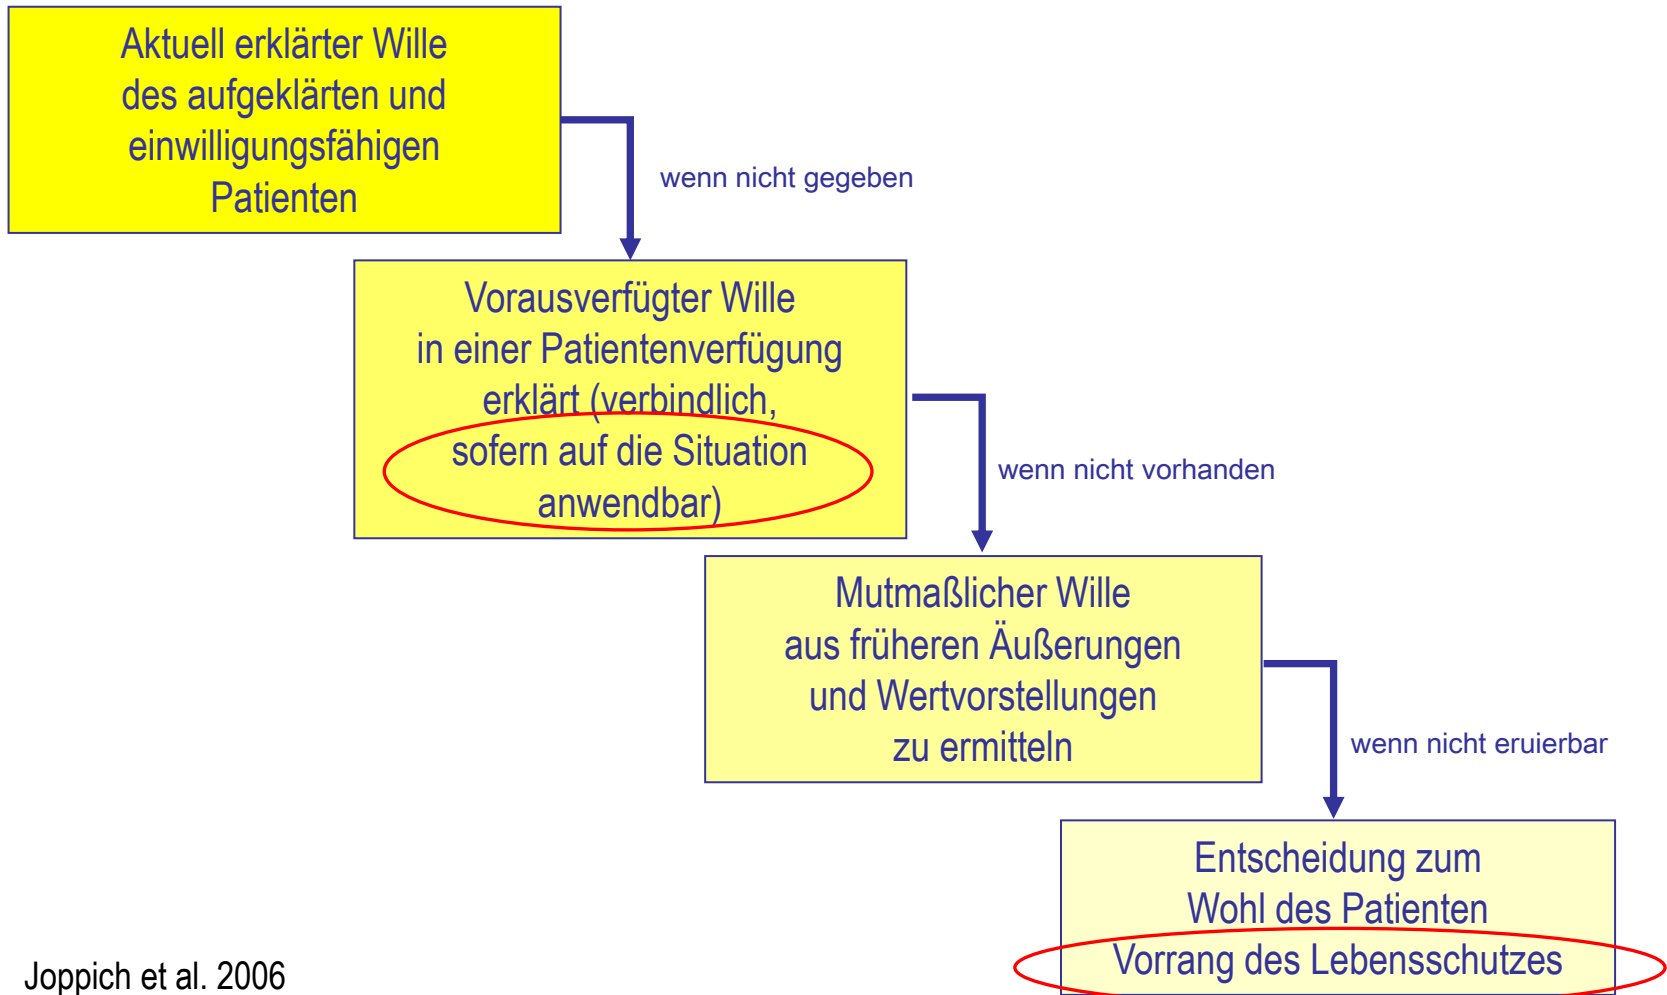 Aktuell erklärter Wille
des aufgeklärten und
einwilligungsfähigen
Patienten
wenn nicht gegeben
Vorausverfügter Wille
in einer Patientenverfügung
erklärt (verbindlich,
sofern auf die Situation
anwendbar)
wenn nicht vorhanden
Mutmaßlicher Wille
aus früheren Äußerungen
und Wertvorstellungen
zu ermitteln
wenn nicht eruierbar
Entscheidung zum
Wohl des Patienten
Vorrang des Lebensschutzes
Joppich et al. 2006